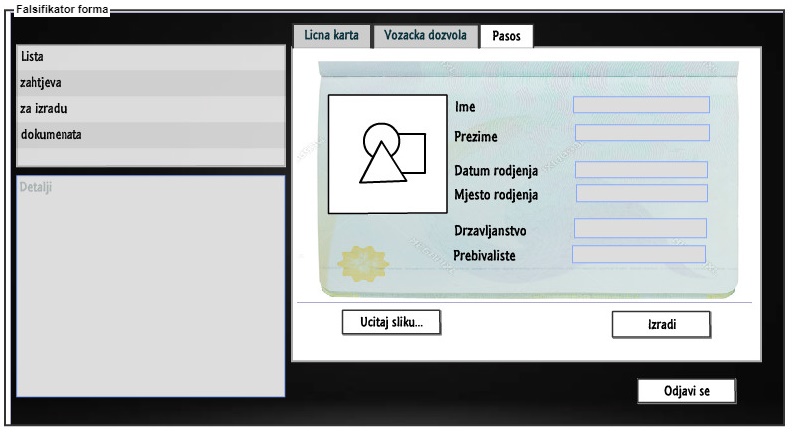 Falsifikator forma
Licna karta
Vozacka dozvola
Pasos
Lista
zahtjeva
za izradu
dokumenata
Detalji
Ime
Prezime
Datum rodjenja
Mjesto rodjenja
Drzavljanstvo
Prebivaliste
Ucitaj sliku...
Izradi
Odjavi se